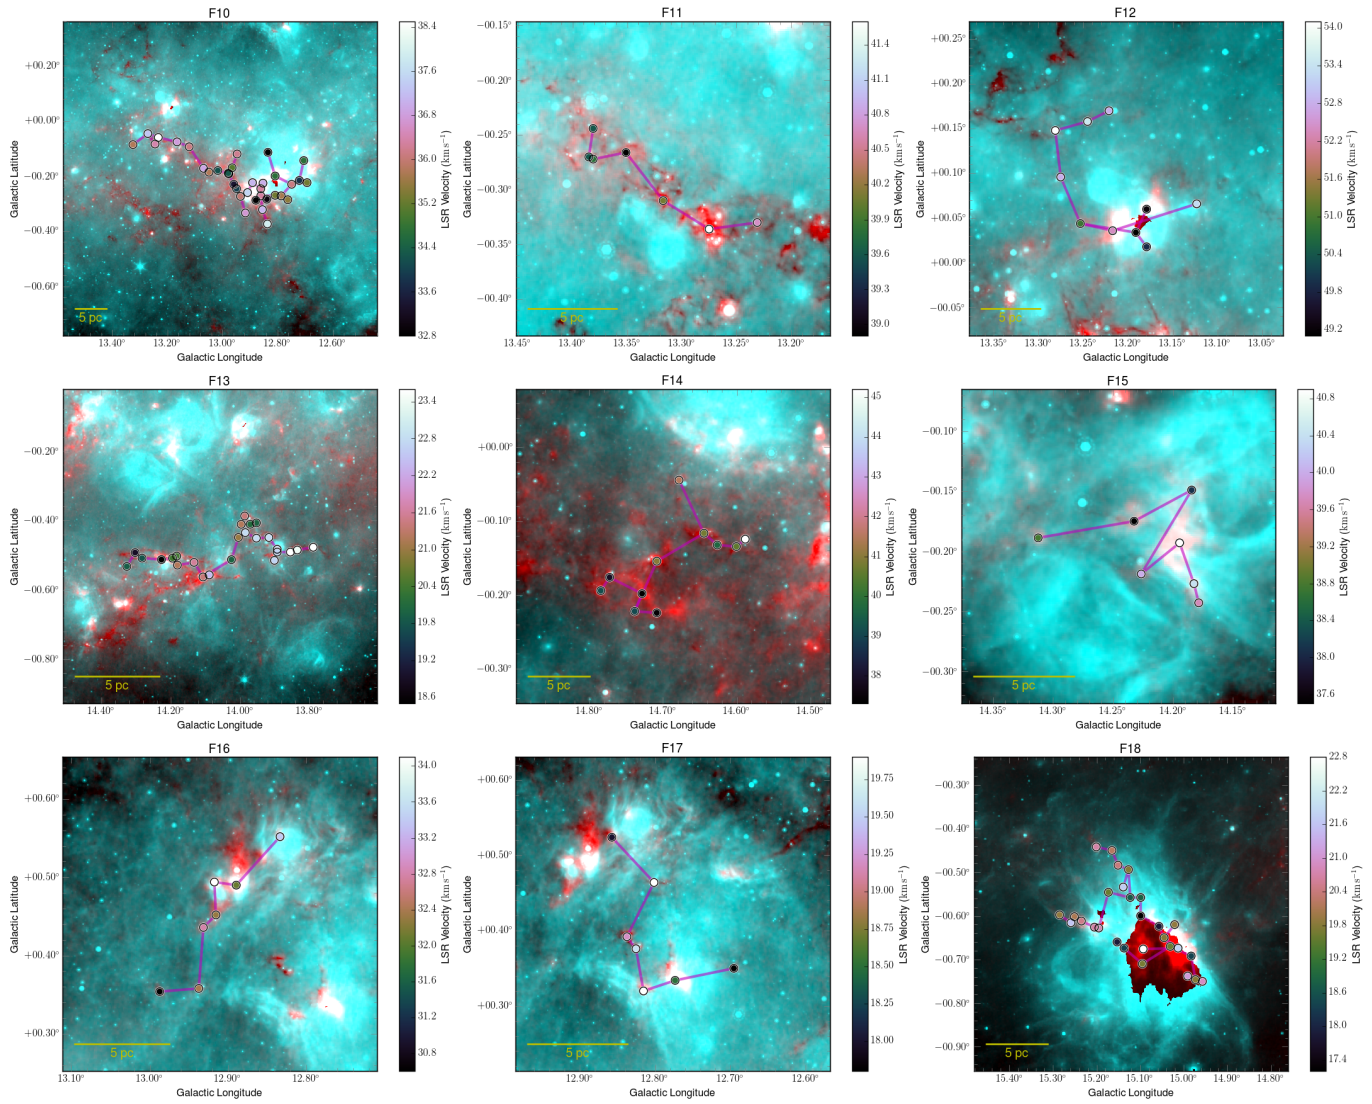 F10
+00.20°
+00.00°
−00.20°
−00.40°
−00.60°
Galactic Latitude
5 pc
13.40° 13.20° 13.00° 12.80° 12.60°
Galactic Longitude
38.4
37.6
36.8
36.0
35.2
34.4
33.6
32.8
LSR Velocity (km s⁻¹)
F11
−00.15°
−00.20°
−00.25°
−00.30°
−00.35°
−00.40°
Galactic Latitude
5 pc
13.45° 13.40° 13.35° 13.30° 13.25° 13.20°
Galactic Longitude
41.4
41.1
40.8
40.5
40.2
39.9
39.6
39.3
39.0
LSR Velocity (km s⁻¹)
F12
+00.25°
+00.20°
+00.15°
+00.10°
+00.05°
+00.00°
−00.05°
Galactic Latitude
5 pc
13.35° 13.30° 13.25° 13.20° 13.15° 13.10° 13.05°
Galactic Longitude
54.0
53.4
52.8
52.2
51.6
51.0
50.4
49.8
49.2
LSR Velocity (km s⁻¹)
F13
−00.20°
−00.40°
−00.60°
−00.80°
Galactic Latitude
5 pc
14.40° 14.20° 14.00° 13.80°
Galactic Longitude
23.4
22.8
22.2
21.6
21.0
20.4
19.8
19.2
18.6
LSR Velocity (km s⁻¹)
F14
+00.00°
−00.10°
−00.20°
−00.30°
Galactic Latitude
5 pc
14.80° 14.70° 14.60° 14.50°
Galactic Longitude
45
44
43
42
41
40
39
38
LSR Velocity (km s⁻¹)
F15
−00.10°
−00.15°
−00.20°
−00.25°
−00.30°
Galactic Latitude
5 pc
14.35° 14.30° 14.25° 14.20° 14.15°
Galactic Longitude
40.8
40.4
40.0
39.6
39.2
38.8
38.4
38.0
37.6
LSR Velocity (km s⁻¹)
F16
+00.60°
+00.50°
+00.40°
+00.30°
Galactic Latitude
5 pc
13.10° 13.00° 12.90° 12.80°
Galactic Longitude
34.0
33.6
33.2
32.8
32.4
32.0
31.6
31.2
30.8
LSR Velocity (km s⁻¹)
F17
+00.60°
+00.50°
+00.40°
+00.30°
Galactic Latitude
5 pc
12.90° 12.80° 12.70° 12.60°
Galactic Longitude
19.75
19.50
19.25
19.00
18.75
18.50
18.25
18.00
LSR Velocity (km s⁻¹)
F18
−00.30°
−00.40°
−00.50°
−00.60°
−00.70°
−00.80°
−00.90°
Galactic Latitude
5 pc
15.40° 15.30° 15.20° 15.10° 15.00° 14.90° 14.80°
Galactic Longitude
22.8
22.2
21.6
21.0
20.4
19.8
19.2
18.6
18.0
17.4
LSR Velocity (km s⁻¹)